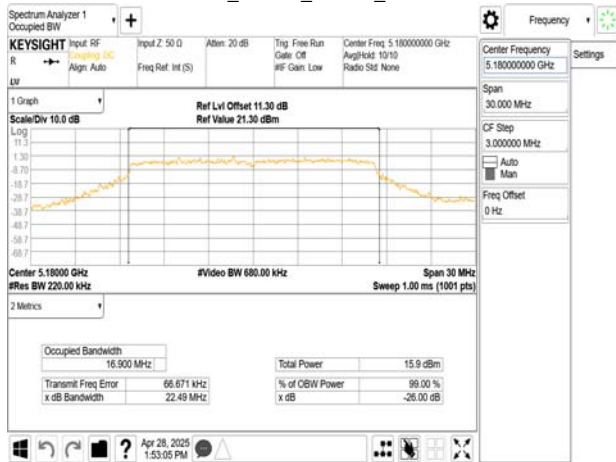 Spectrum Analyzer 1
Occupied BW
+
Frequency
KEYSIGHT
R
LV
Input: RF
Coupling: DC
Align: Auto
Input Z: 50 Ω
Freq Ref: Int (S)
Atten: 20 dB
Trig: Free Run
Gate: Off
#IF Gain: Low
Center Freq: 5.180000000 GHz
Avg|Hold: 10/10
Radio Std: None
Center Frequency
5.180000000 GHz
Settings
Span
30.000 MHz
CF Step
3.000000 MHz
Auto
Man
Freq Offset
0 Hz
1 Graph
Scale/Div 10.0 dB
Ref Lvl Offset 11.30 dB
Ref Value 21.30 dBm
Log
11.3
1.30
-8.70
-18.7
-28.7
-38.7
-48.7
-58.7
-68.7
Center 5.18000 GHz
#Res BW 220.00 kHz
#Video BW 680.00 kHz
Span 30 MHz
Sweep 1.00 ms (1001 pts)
2 Metrics
Occupied Bandwidth
16.900 MHz
Total Power 15.9 dBm
Transmit Freq Error 66.671 kHz
% of OBW Power 99.00 %
x dB Bandwidth 22.49 MHz
x dB -26.00 dB
?
Apr 28, 2025
1:53:05 PM